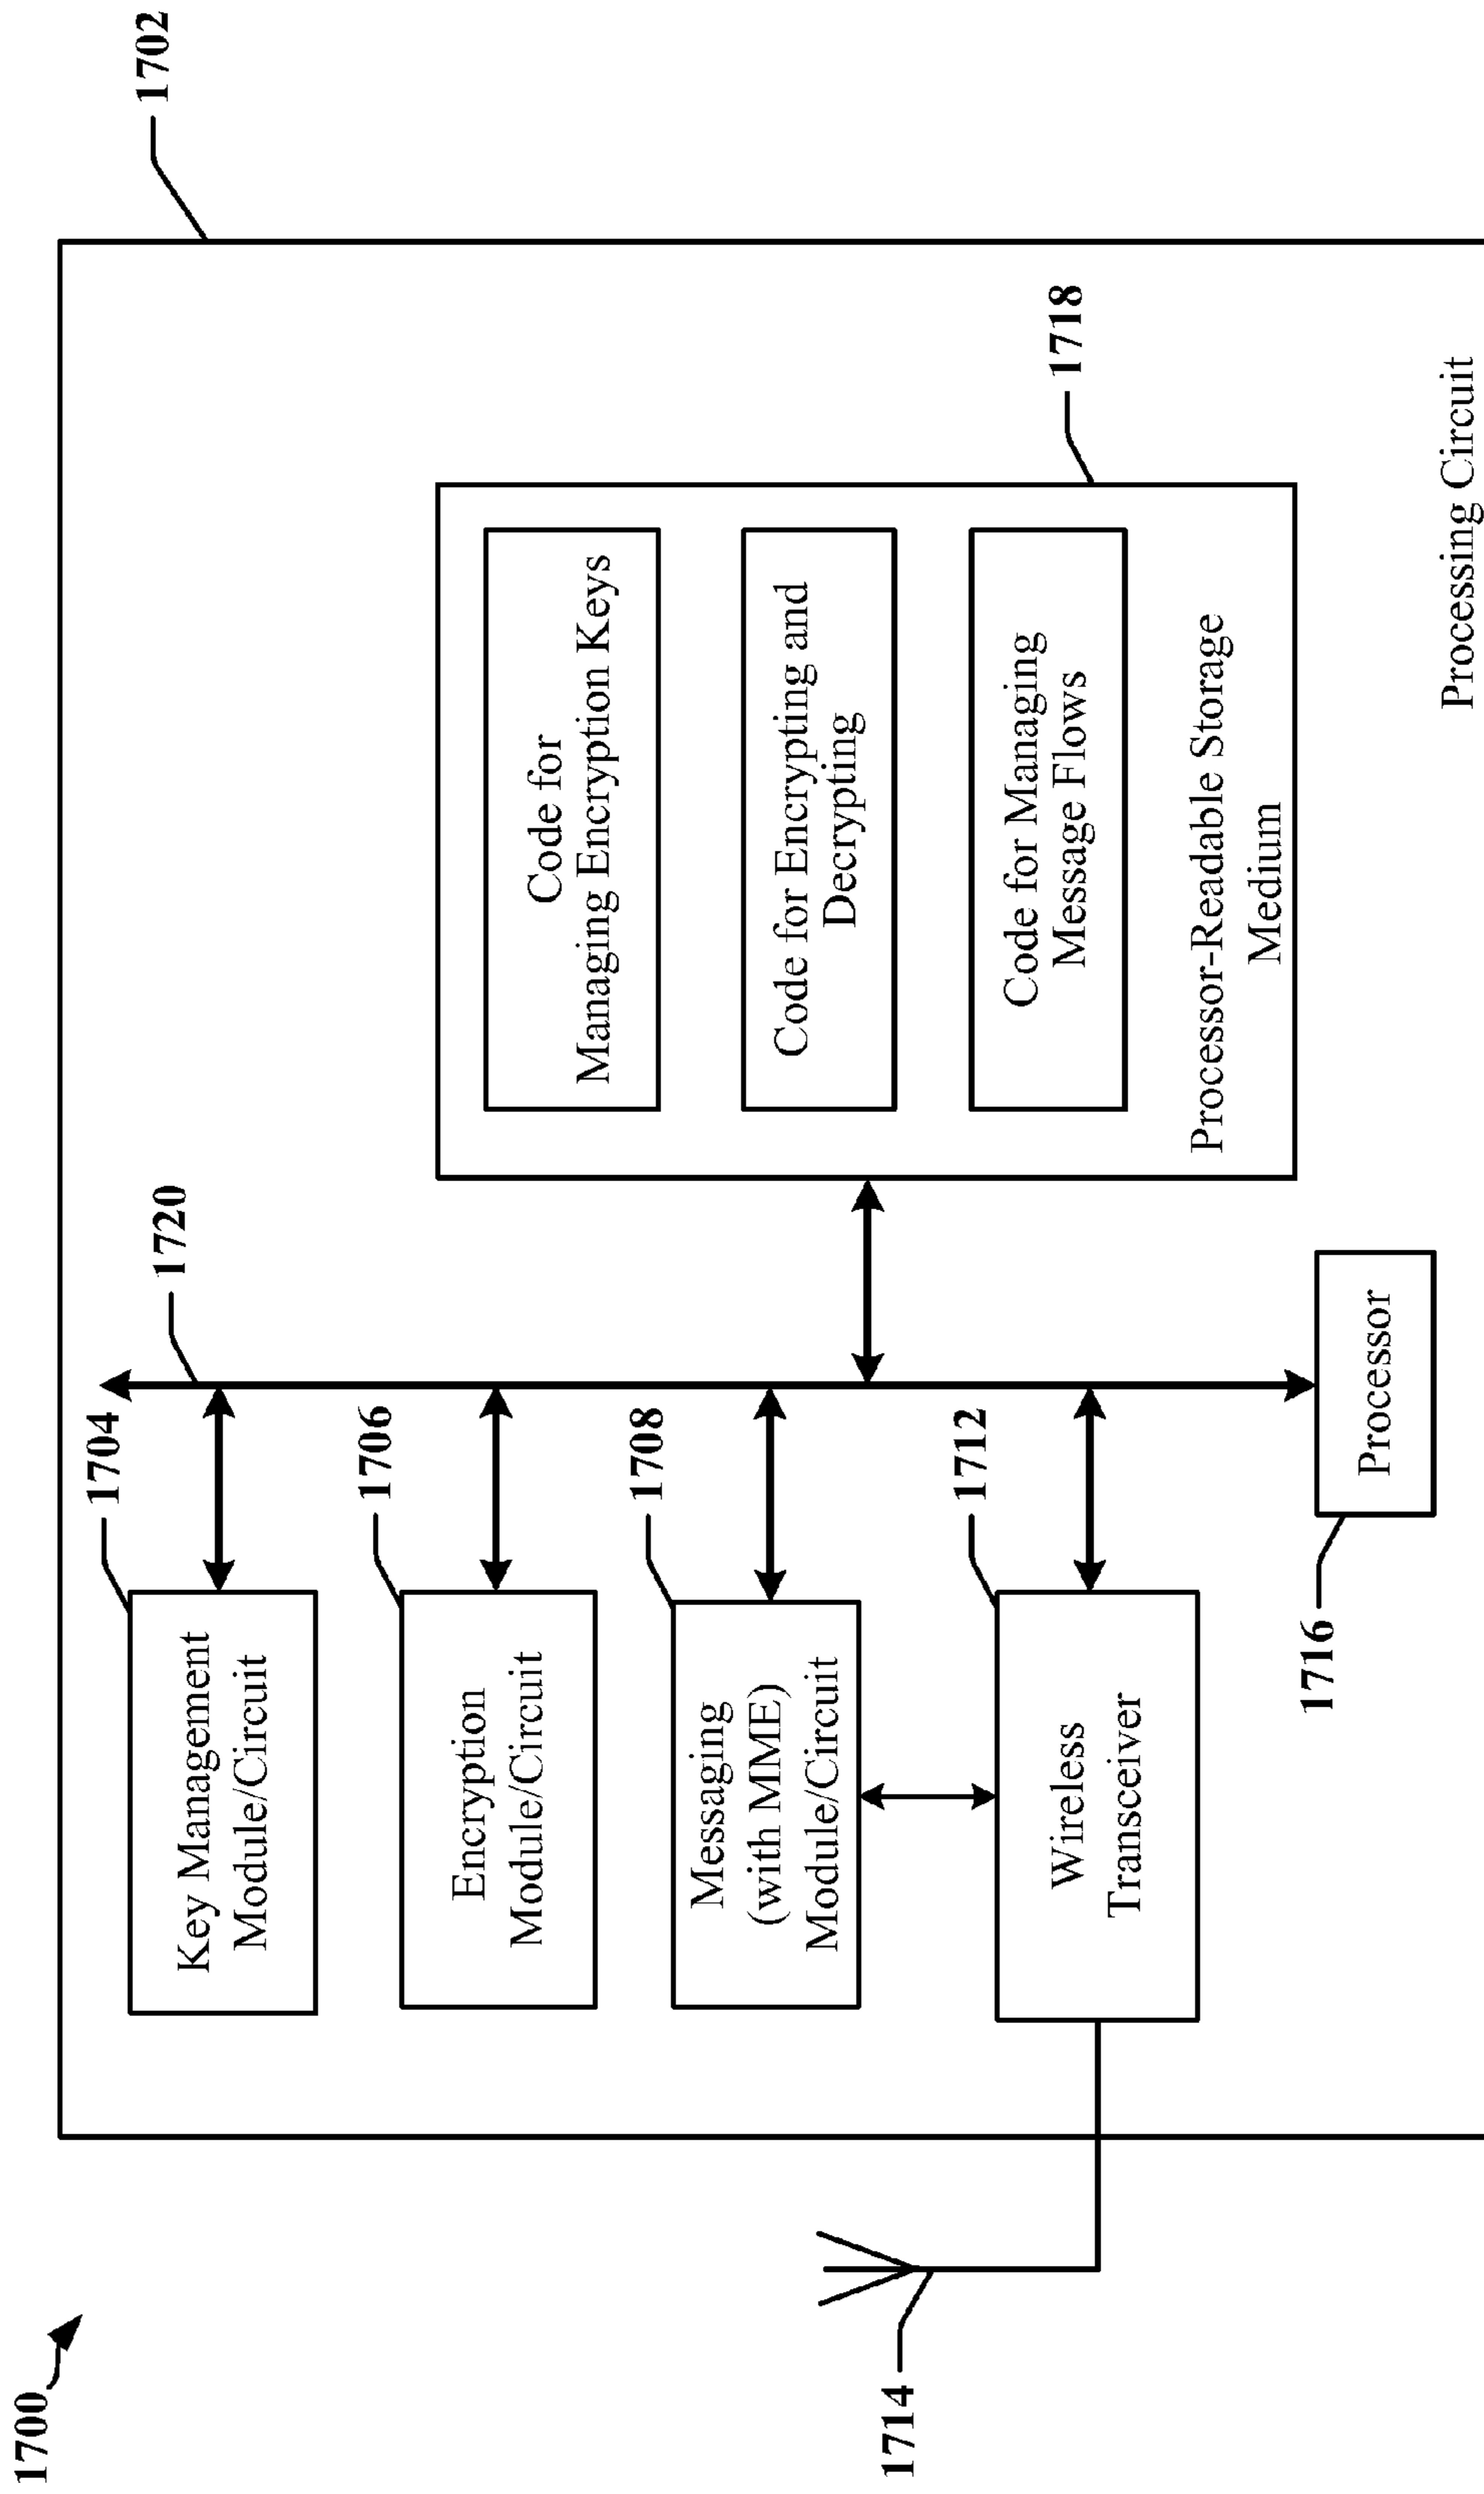 1700
1702
1704
Key Management
Module/Circuit
1720
1706
Encryption
Module/Circuit
Code for
Managing Encryption Keys
1708
Messaging
(with MME)
Module/Circuit
Code for Encrypting and
Decrypting
1714
1712
Wireless
Transceiver
Code for Managing
Message Flows
1718
Processor-Readable Storage
Medium
1716
Processor
Processing Circuit